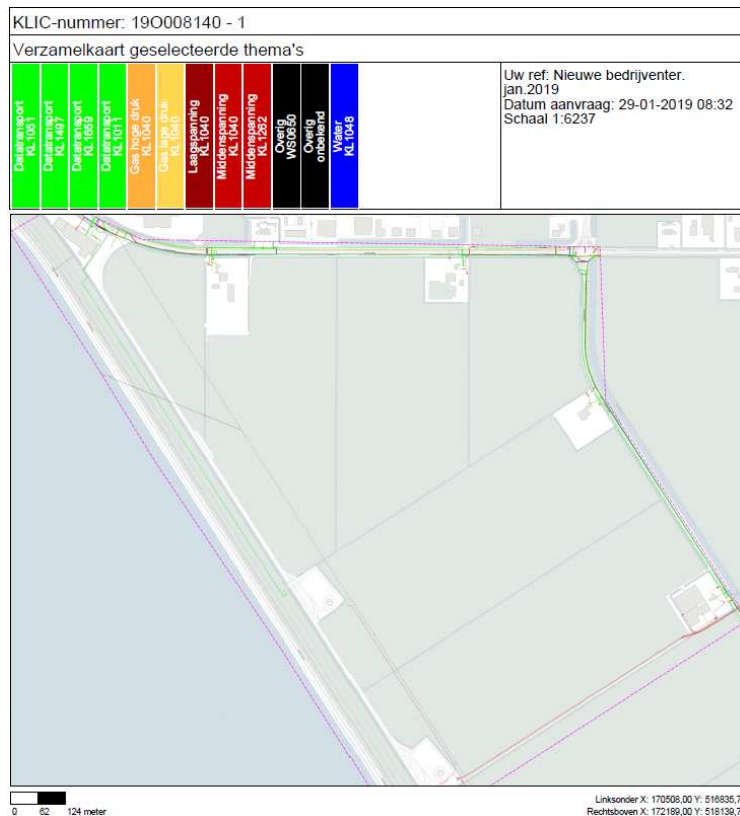 KLIC-nummer: 19O008140 - 1
Verzamelkaart geselecteerde thema's
Datatransport
KL1051
Datatransport
KL1497
Datatransport
KL1659
Datatransport
KL1011
Gas hoge druk
KL1040
Gas lage druk
KL1040
Laagspanning
KL1040
Middenspanning
KL1040
Middenspanning
KL1262
Overig
WS0650
Overig
onbekend
Water
KL1048
Uw ref: Nieuwe bedrijventer.
jan.2019
Datum aanvraag: 29-01-2019 08:32
Schaal 1:6237
0 62 124 meter
Linksonder X: 170508,00 Y: 516835,7
Rechtsboven X: 172189,00 Y: 518139,7